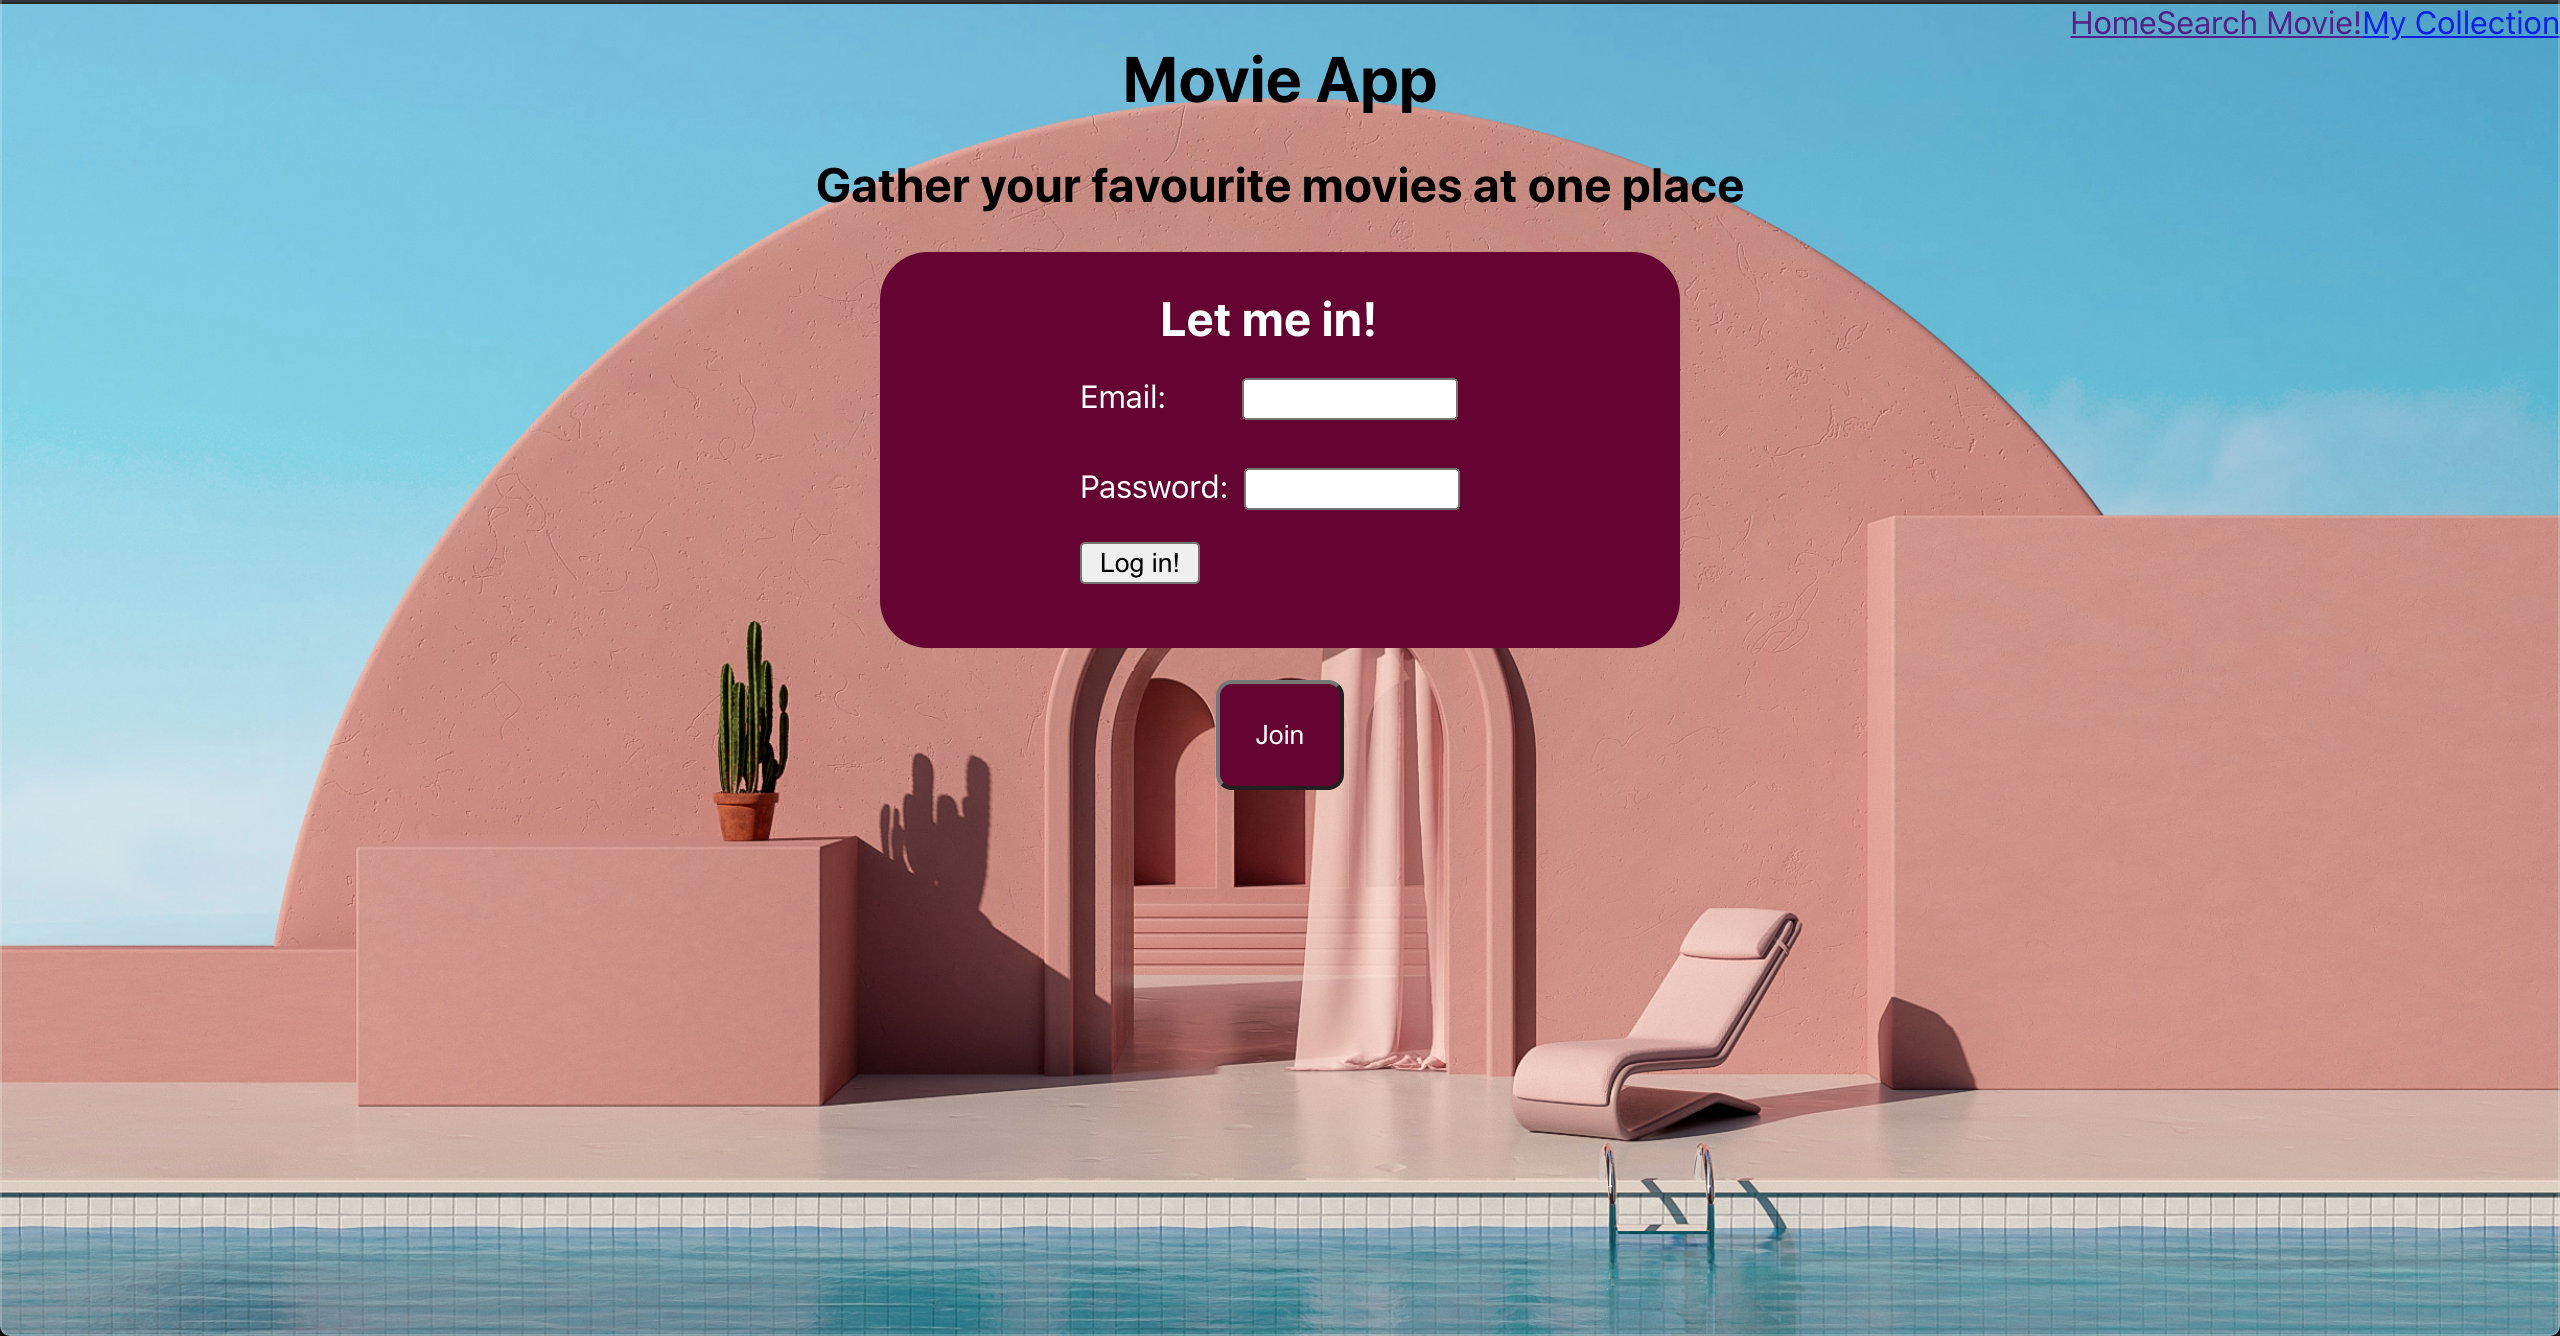 HomeSearch Movie!My Collection
Movie App
Gather your favourite movies at one place
Let me in!
Email:
Password:
Log in!
Join